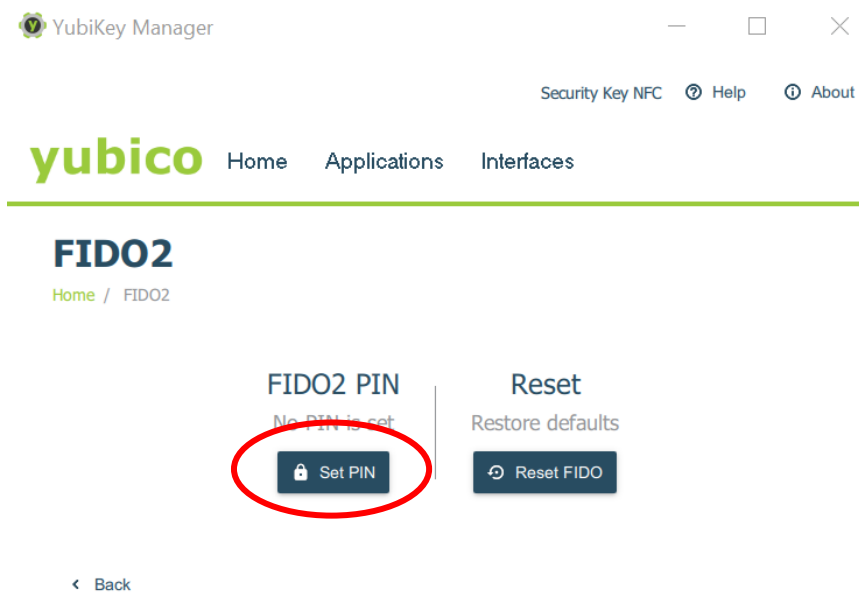 YubiKey Manager
Security Key NFC Help About
yubico Home Applications Interfaces
FIDO2
Home / FIDO2
FIDO2 PIN Reset
No PIN is set Restore defaults
Set PIN Reset FIDO
Back